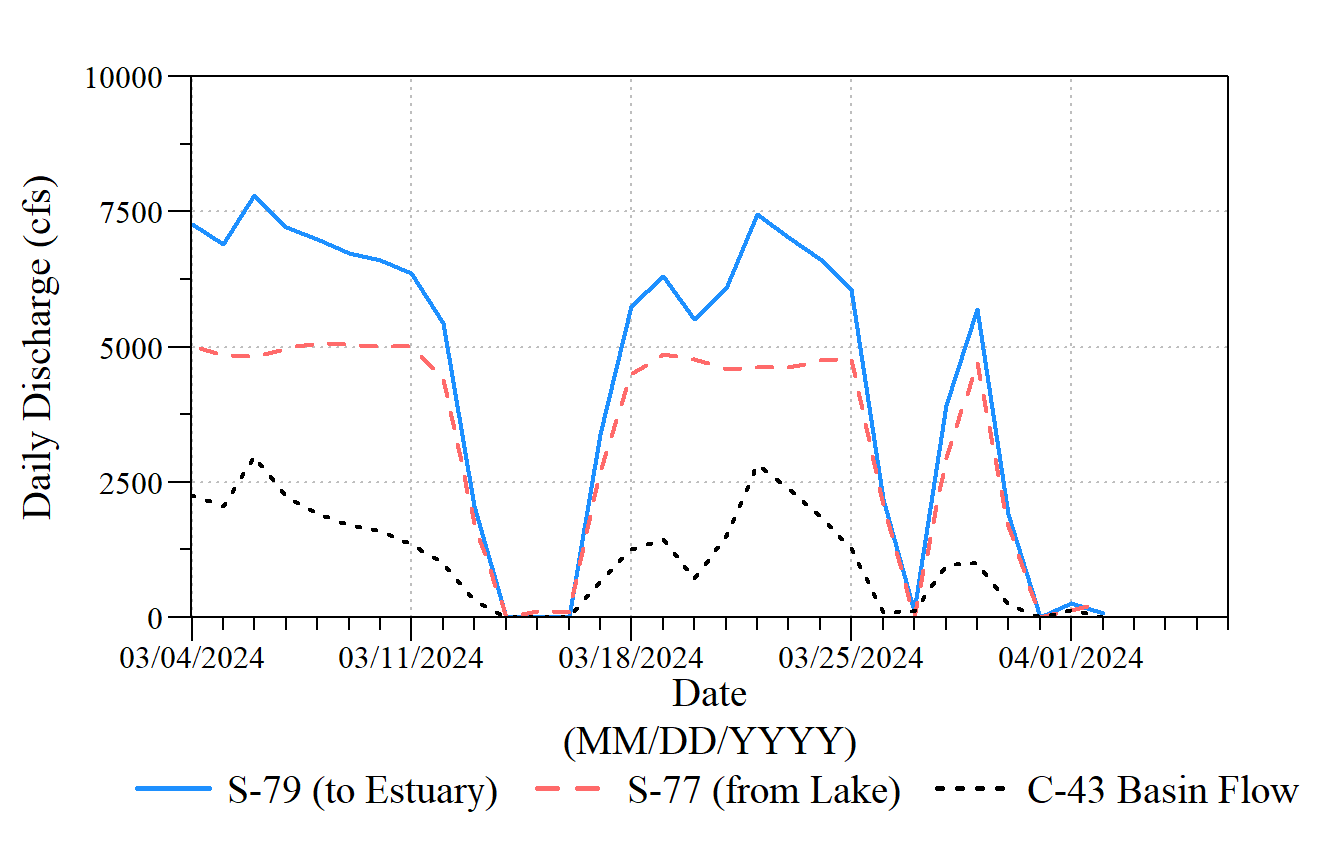 10000
7500
5000
2500
0
Daily Discharge (cfs)
03/04/2024 03/11/2024 03/18/2024 03/25/2024 04/01/2024
Date
(MM/DD/YYYY)
S-79 (to Estuary) S-77 (from Lake) C-43 Basin Flow